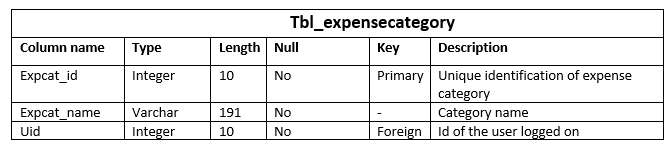 Tbl_expensecategory
Column name Type Length Null Key Description
Expcat_id Integer 10 No Primary Unique identification of expense
category
Expcat_name Varchar 191 No - Category name
Uid Integer 10 No Foreign Id of the user logged on